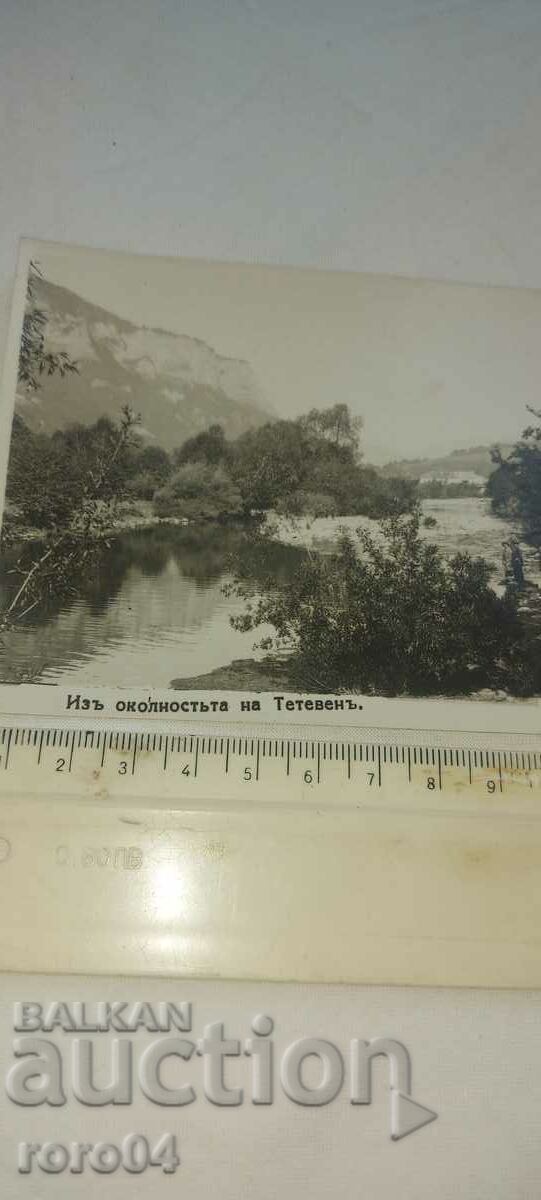 Изъ околностьта на Тетевенъ.
2 3 4 5 6 7 8 9
BALKAN
auction
roro04